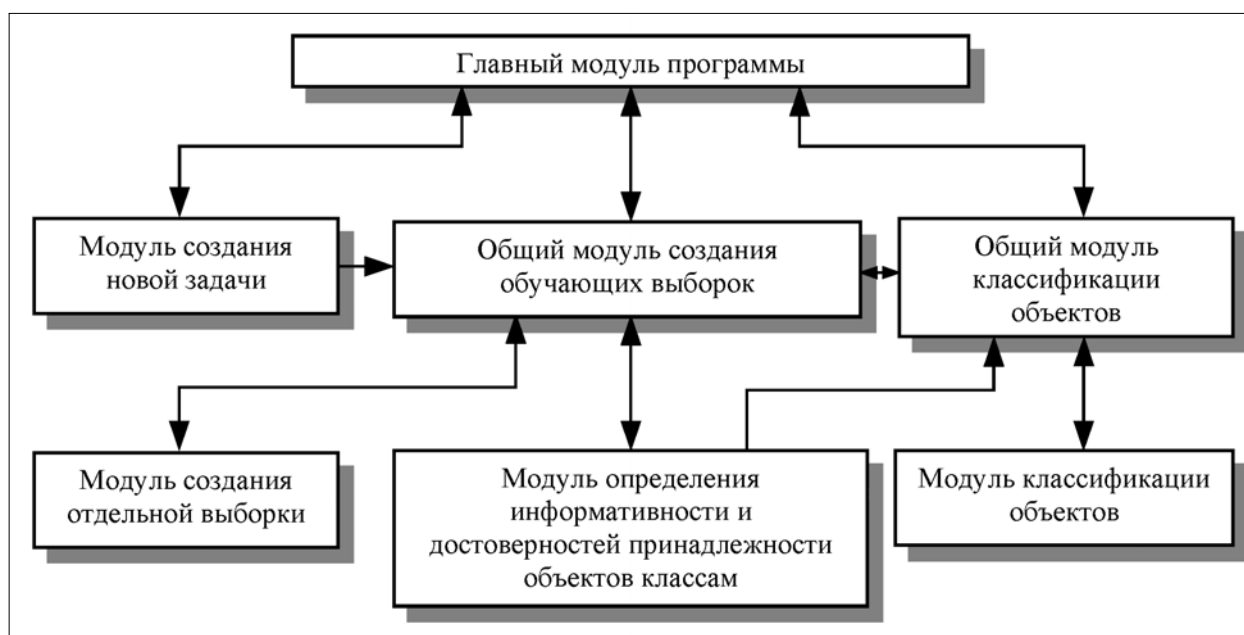 Главный модуль программы
Модуль создания
новой задачи
Общий модуль создания
обучающих выборок
Общий модуль
классификации
объектов
Модуль создания
отдельной выборки
Модуль определения
информативности и
достоверностей принадлежности
объектов классам
Модуль классификации
объектов